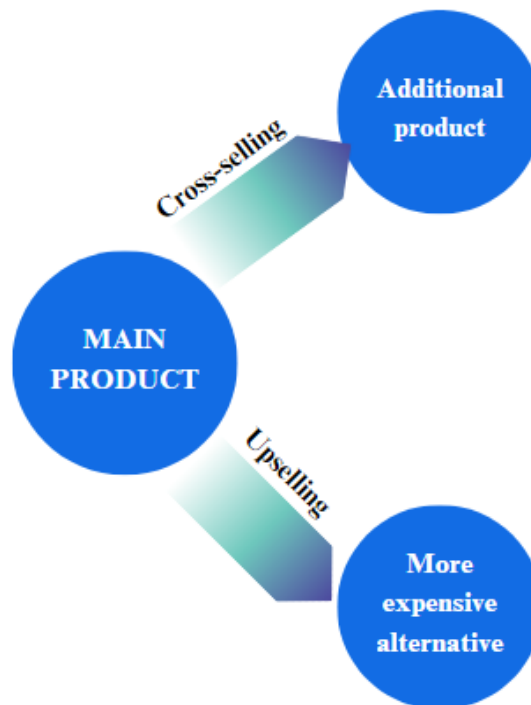 Additional
product
Cross-selling
MAIN
PRODUCT
Upselling
More
expensive
alternative